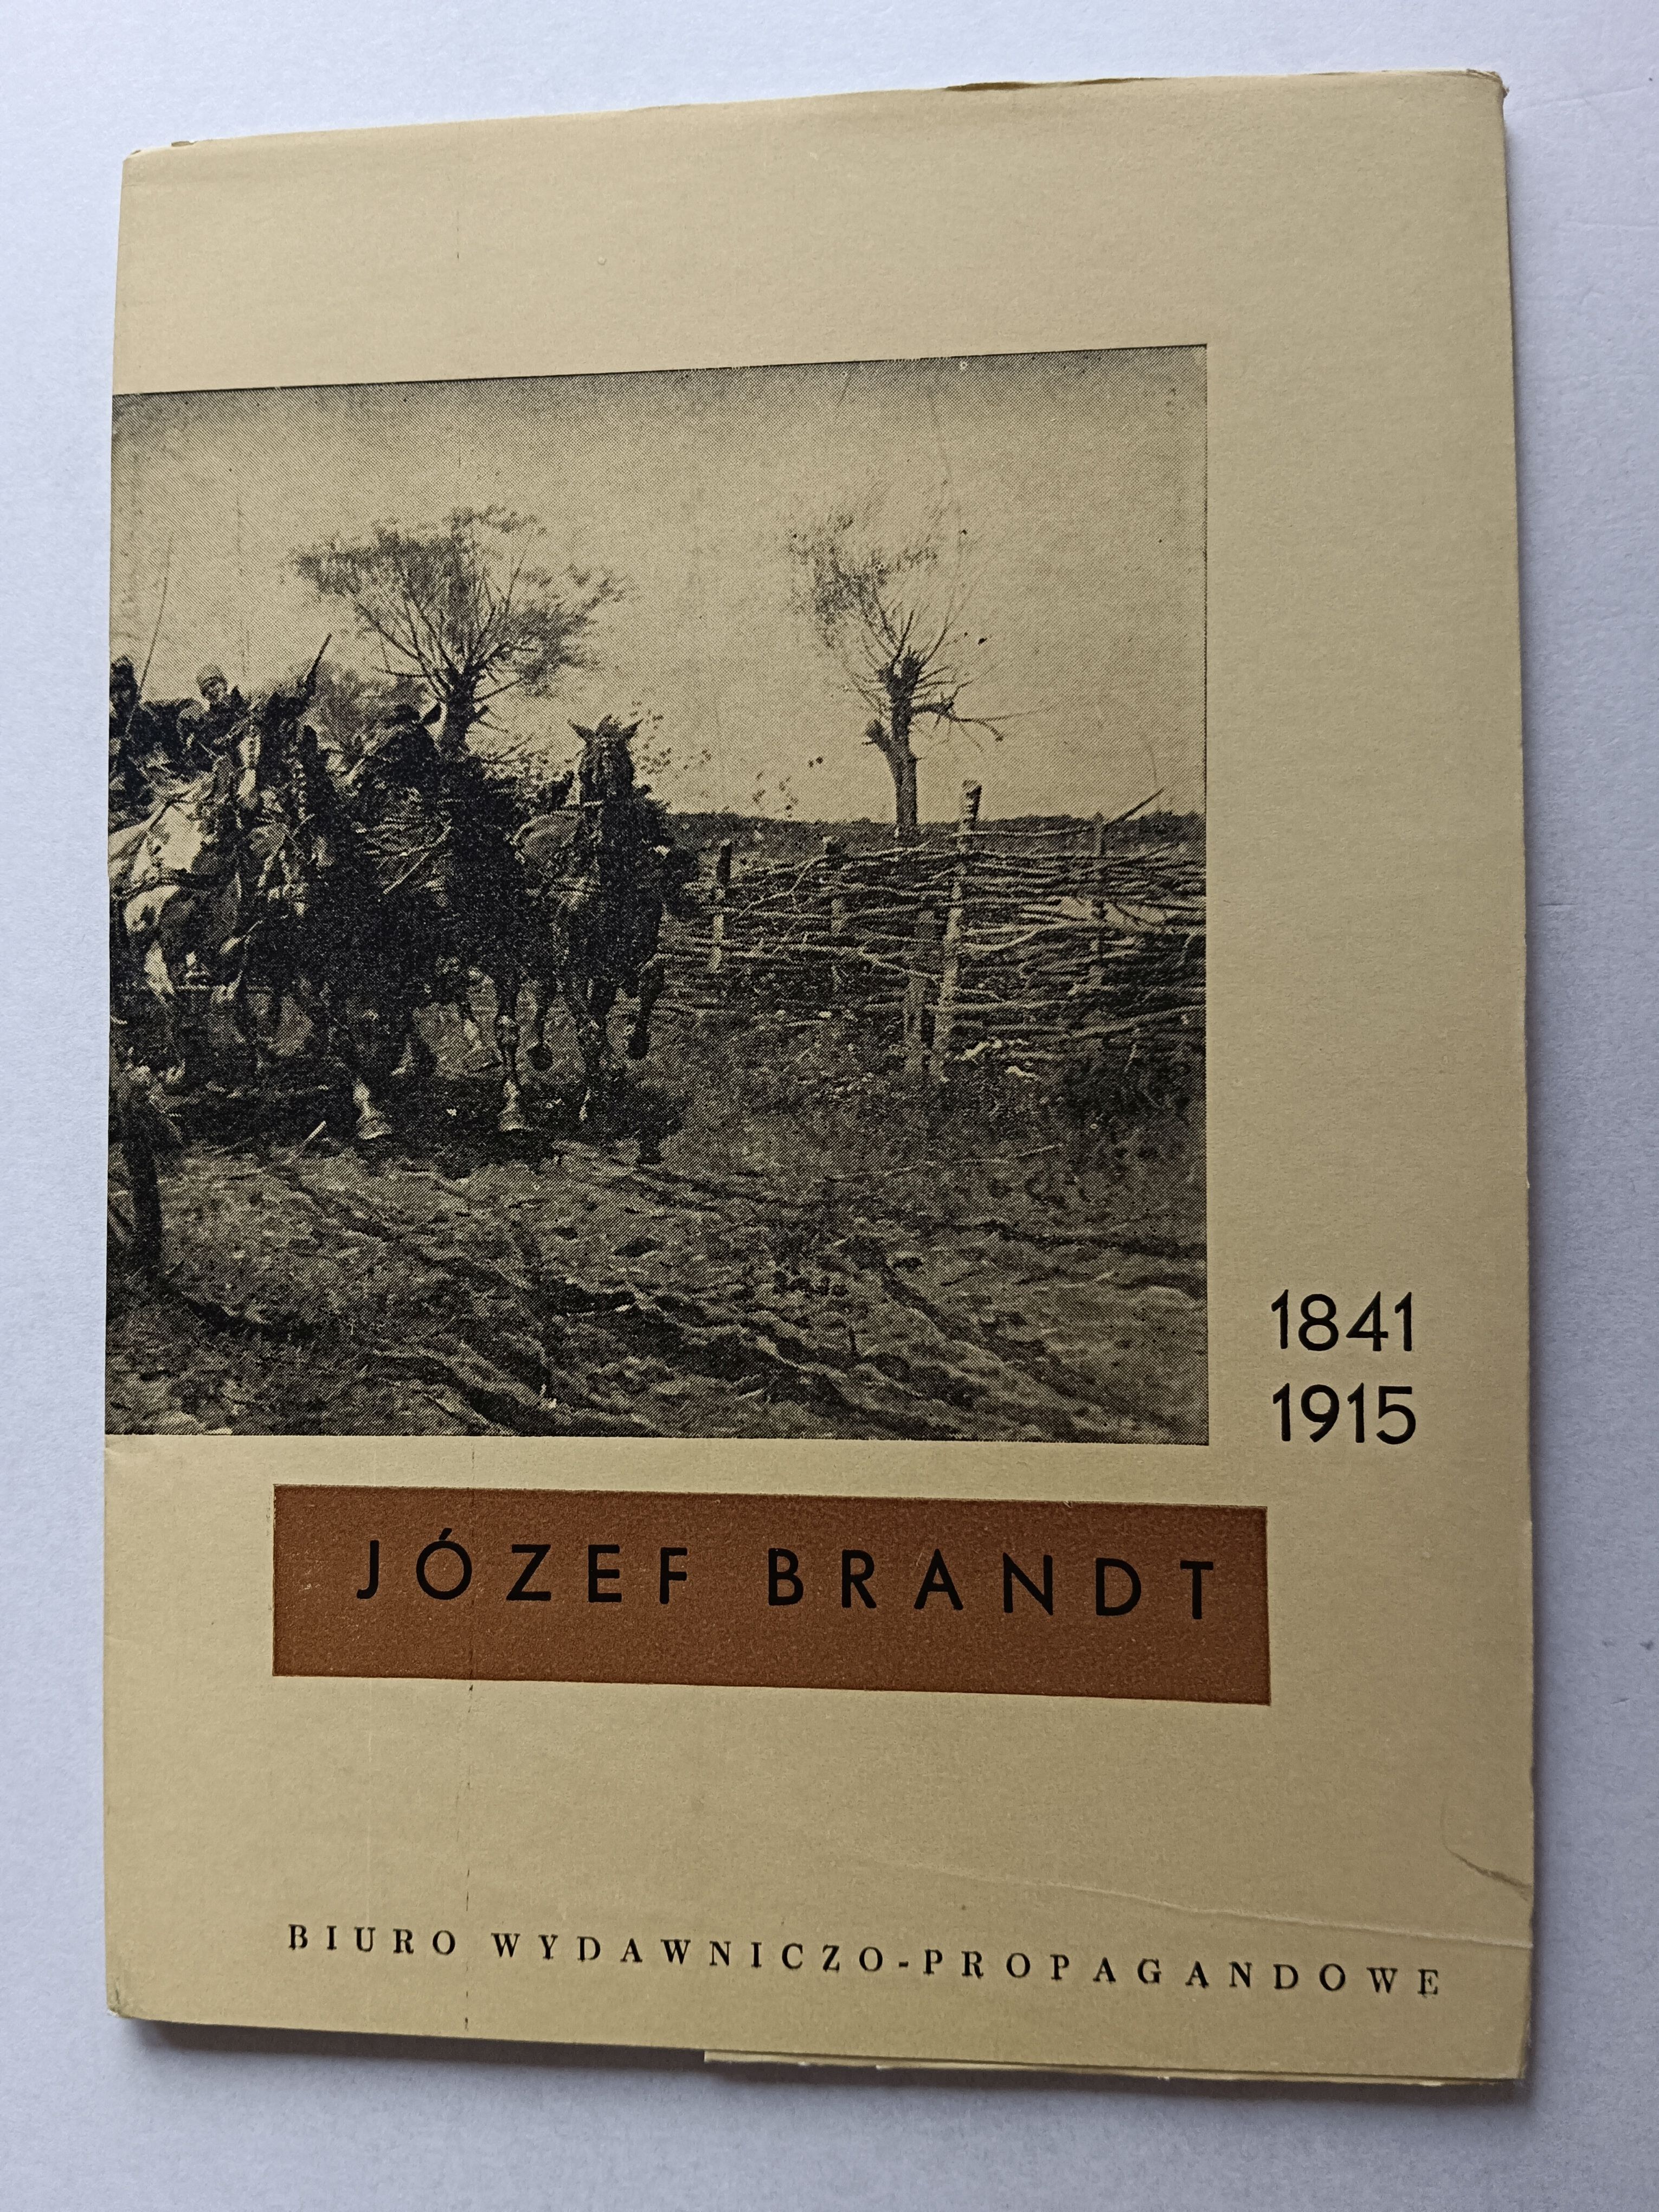 1841
1915
JÓZEF BRANDT
BIURO WYDAWNICZO-PROPAGANDOWE